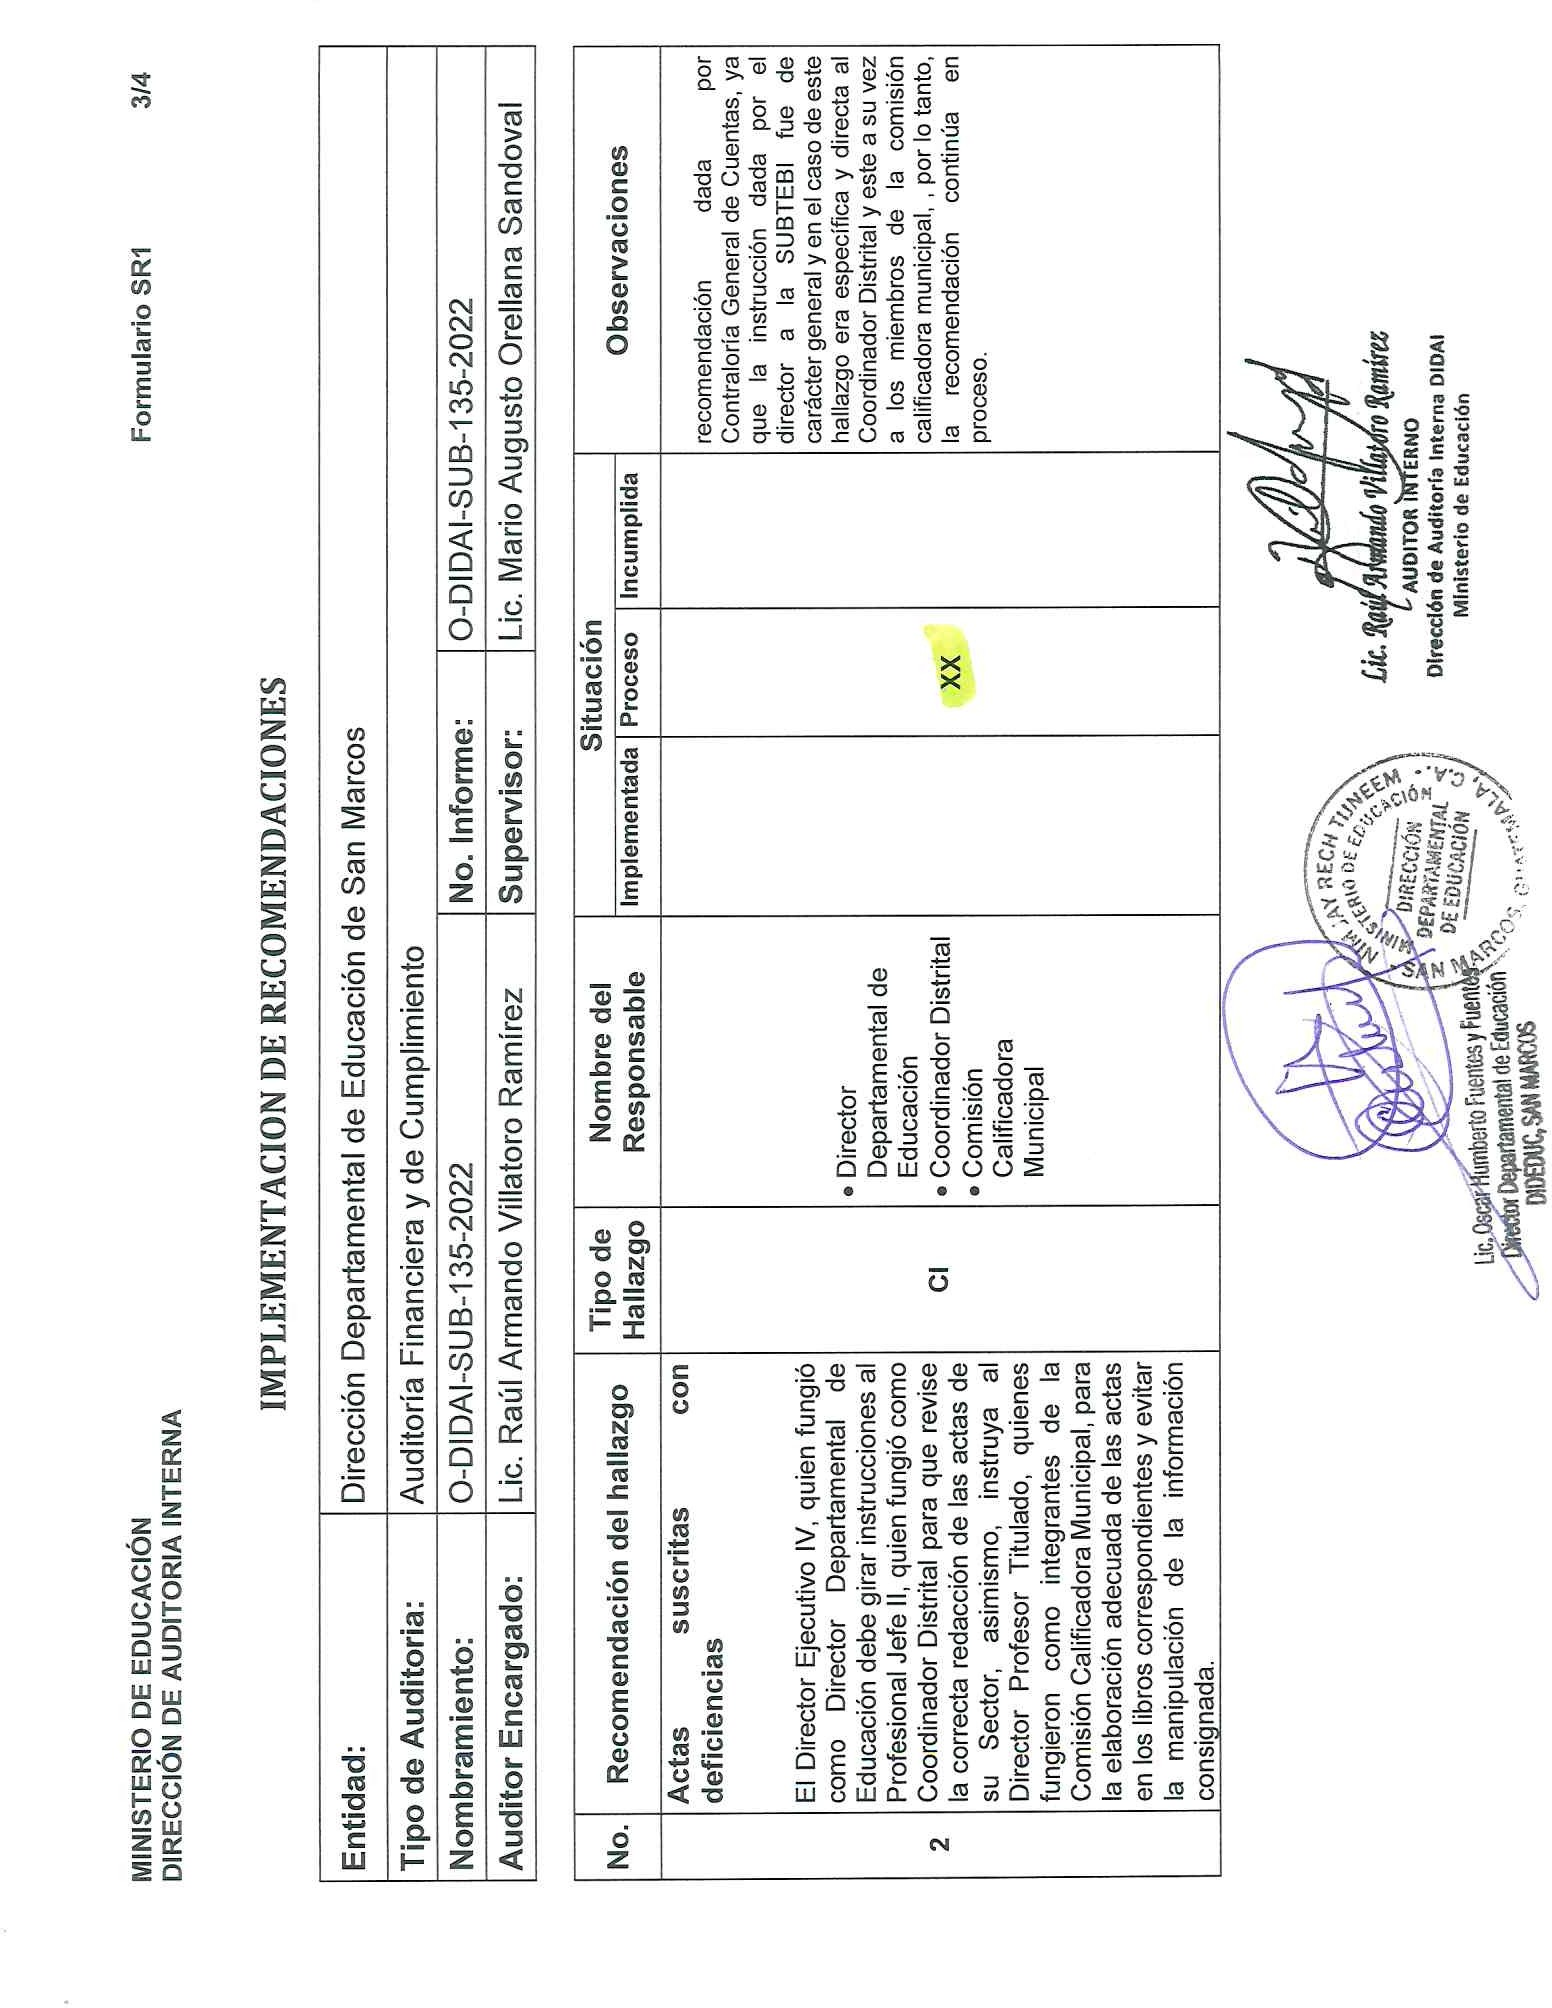 MINISTERIO DE EDUCACIÓN
DIRECCIÓN DE AUDITORIA INTERNA
Formulario SR1
3/4
IMPLEMENTACION DE RECOMENDACIONES
Entidad: Dirección Departamental de Educación de San Marcos
Tipo de Auditoria: Auditoría Financiera y de Cumplimiento
Nombramiento: O-DIDAI-SUB-135-2022 No. Informe: O-DIDAI-SUB-135-2022
Auditor Encargado: Lic. Raúl Armando Villatoro Ramírez Supervisor: Lic. Mario Augusto Orellana Sandoval
No.
Recomendación del hallazgo
Tipo de
Hallazgo
Nombre del
Responsable
Situación
Implementada
Proceso
Incumplida
Observaciones
2
Actas suscritas con
deficiencias
El Director Ejecutivo IV, quien fungió
como Director Departamental de
Educación debe girar instrucciones al
Profesional Jefe II, quien fungió como
Coordinador Distrital para que revise
la correcta redacción de las actas de
su Sector, asimismo, instruya al
Director Profesor Titulado, quienes
fungieron como integrantes de la
Comisión Calificadora Municipal, para
la elaboración adecuada de las actas
en los libros correspondientes y evitar
la manipulación de la información
consignada.
CI
• Director
Departamental de
Educación
• Coordinador Distrital
• Comisión
Calificadora
Municipal
XX
recomendación dada por
Contraloría General de Cuentas, ya
que la instrucción dada por el
director a la SUBTEBI fue de
carácter general y en el caso de este
hallazgo era específica y directa al
Coordinador Distrital y este a su vez
a los miembros de la comisión
calificadora municipal, , por lo tanto,
la recomendación continúa en
proceso.
Lic. Oscar Humberto Fuentes y Fuentes
Director Departamental de Educación
DIDEDUC, SAN MARCOS
NIM JAY RECH TIJNEEM
MINISTERIO DE EDUCACIÓN
DIRECCIÓN
DEPARTAMENTAL
DE EDUCACIÓN
SAN MARCOS, GUATEMALA, C.A.
Lic. Raúl Armando Villatoro Ramírez
AUDITOR INTERNO
Dirección de Auditoría Interna DIDAI
Ministerio de Educación